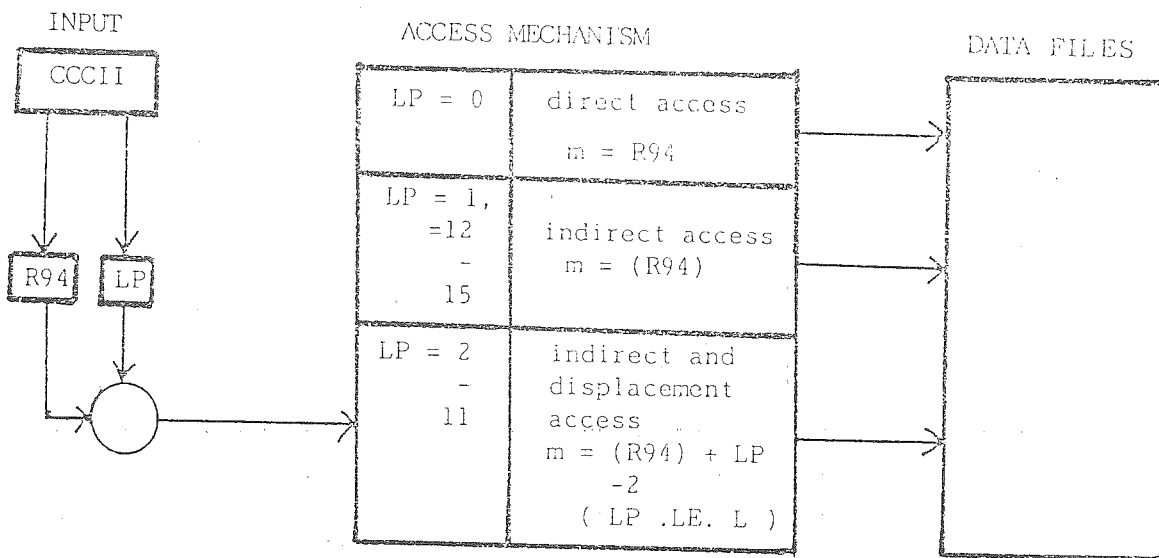 INPUT
CCCII
R94
LP
ACCESS MECHANISM
LP = 0
direct access
m = R94
LP = 1,
=12
-
15
indirect access
m = (R94)
LP = 2
-
11
indirect and
displacement
access
m = (R94) + LP
-2
( LP .LE. L )
DATA FILES